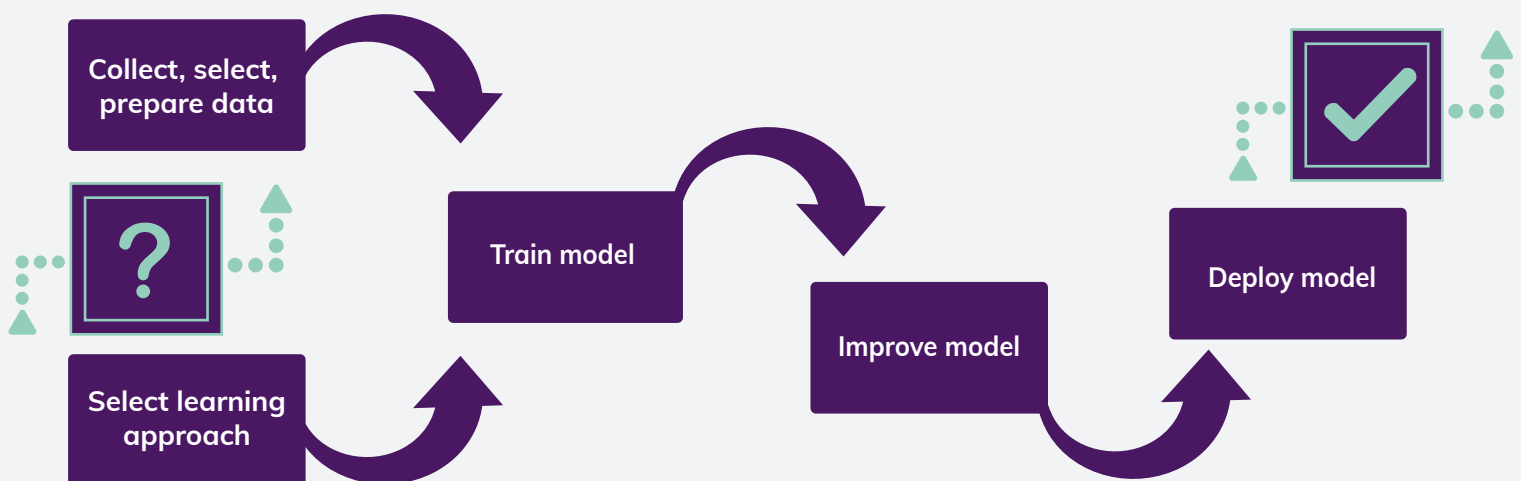 Collect, select,
prepare data
?
Select learning
approach
Train model
Improve model
Deploy model